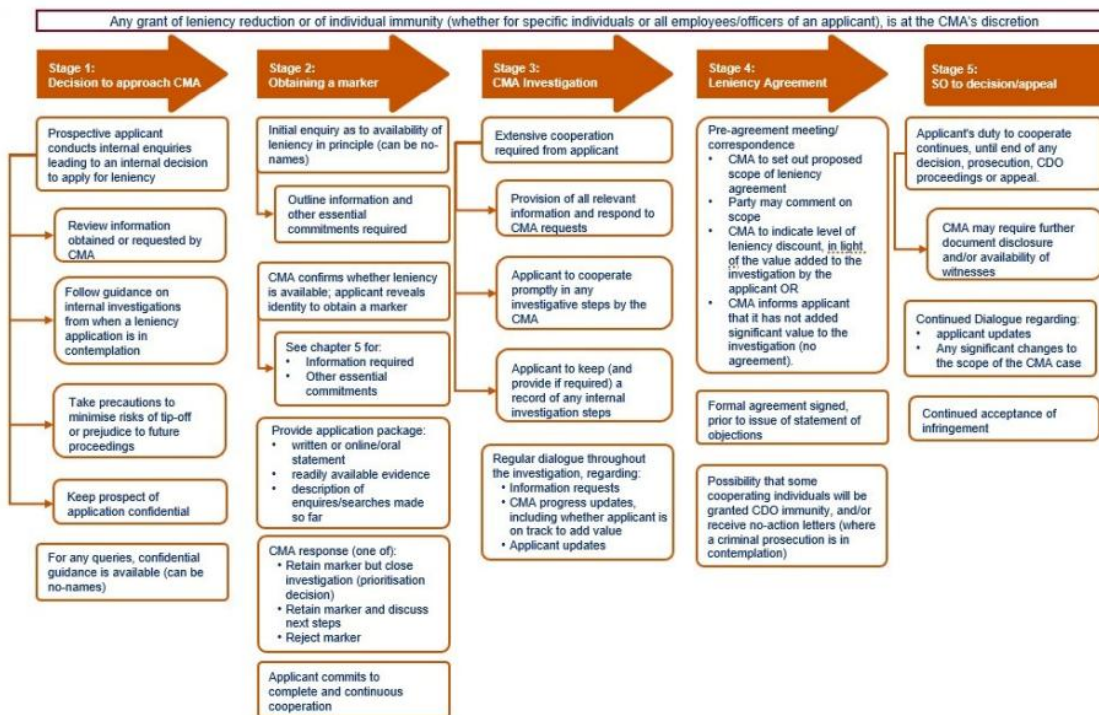 Any grant of leniency reduction or of individual immunity (whether for specific individuals or all employees/officers of an applicant), is at the CMA's discretion
Stage 1:
Decision to approach CMA
Prospective applicant
conducts internal enquiries
leading to an internal decision
to apply for leniency
Review information
obtained or requested by
CMA
Follow guidance on
internal investigations
from when a leniency
application is in
contemplation
Take precautions to
minimise risks of tip-off
or prejudice to future
proceedings
Keep prospect of
application confidential
For any queries, confidential
guidance is available (can be
no-names)
Stage 2:
Obtaining a marker
Initial enquiry as to availability of
leniency in principle (can be no-
names)
Outline information and
other essential
commitments required
CMA confirms whether leniency
is available; applicant reveals
identity to obtain a marker
See chapter 5 for:
• Information required
• Other essential
commitments
Provide application package:
• written or online/oral
statement
• readily available evidence
• description of
enquires/searches made
so far
CMA response (one of):
• Retain marker but close
investigation (prioritisation
decision)
• Retain marker and discuss
next steps
• Reject marker
Applicant commits to
complete and continuous
cooperation
Stage 3:
CMA Investigation
Extensive cooperation
required from applicant
Provision of all relevant
information and respond to
CMA requests
Applicant to cooperate
promptly in any
investigative steps by the
CMA
Applicant to keep (and
provide if required) a
record of any internal
investigation steps
Regular dialogue throughout
the investigation, regarding:
• Information requests
• CMA progress updates,
including whether applicant is
on track to add value
• Applicant updates
Stage 4:
Leniency Agreement
Pre-agreement meeting/
correspondence
• CMA to set out proposed
scope of leniency
agreement
• Party may comment on
scope
• CMA to indicate level of
leniency discount, in light
of the value added to the
investigation by the
applicant OR
• CMA informs applicant
that it has not added
significant value to the
investigation (no
agreement).
Formal agreement signed,
prior to issue of statement of
objections
Possibility that some
cooperating individuals will be
granted CDO immunity, and/or
receive no-action letters (where
a criminal prosecution is in
contemplation)
Stage 5:
SO to decision/appeal
Applicant's duty to cooperate
continues, until end of any
decision, prosecution, CDO
proceedings or appeal.
CMA may require further
document disclosure
and/or availability of
witnesses
Continued Dialogue regarding:
• applicant updates
• Any significant changes to
the scope of the CMA case
Continued acceptance of
infringement